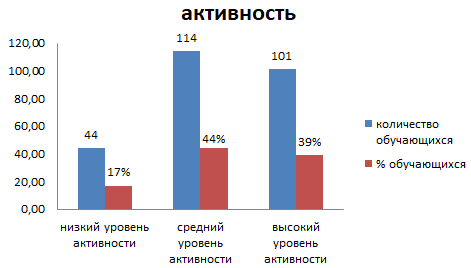 активность
120,00
100,00
80,00
60,00
40,00
20,00
0,00
44
17%
114
44%
101
39%
низкий уровень
активности
средний
уровень
активности
высокий
уровень
активности
количество
обучающихся
% обучающихся